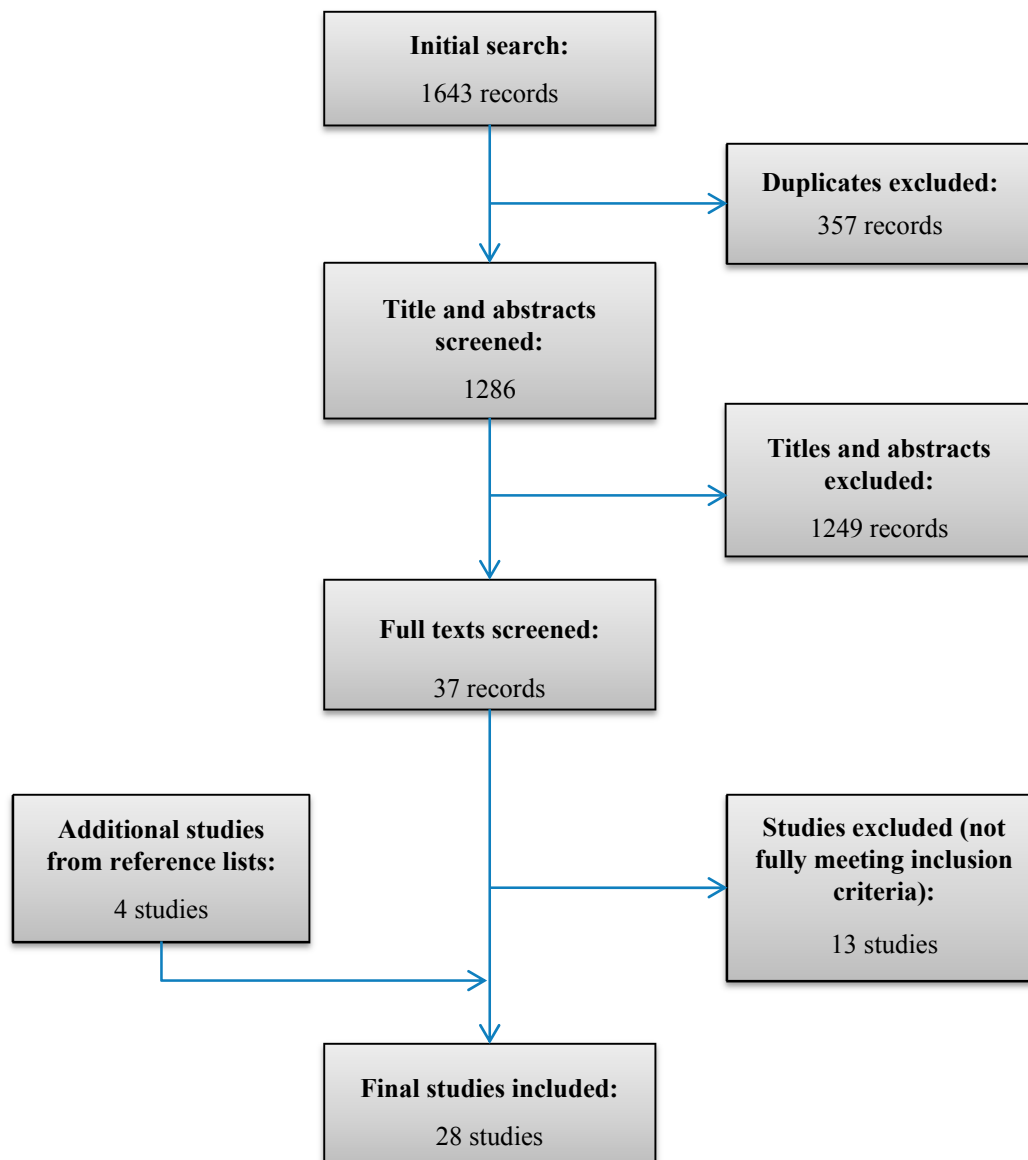 Initial search:
1643 records
Duplicates excluded:
357 records
Title and abstracts
screened:
1286
Titles and abstracts
excluded:
1249 records
Full texts screened:
37 records
Additional studies
from reference lists:
4 studies
Studies excluded (not
fully meeting inclusion
criteria):
13 studies
Final studies included:
28 studies